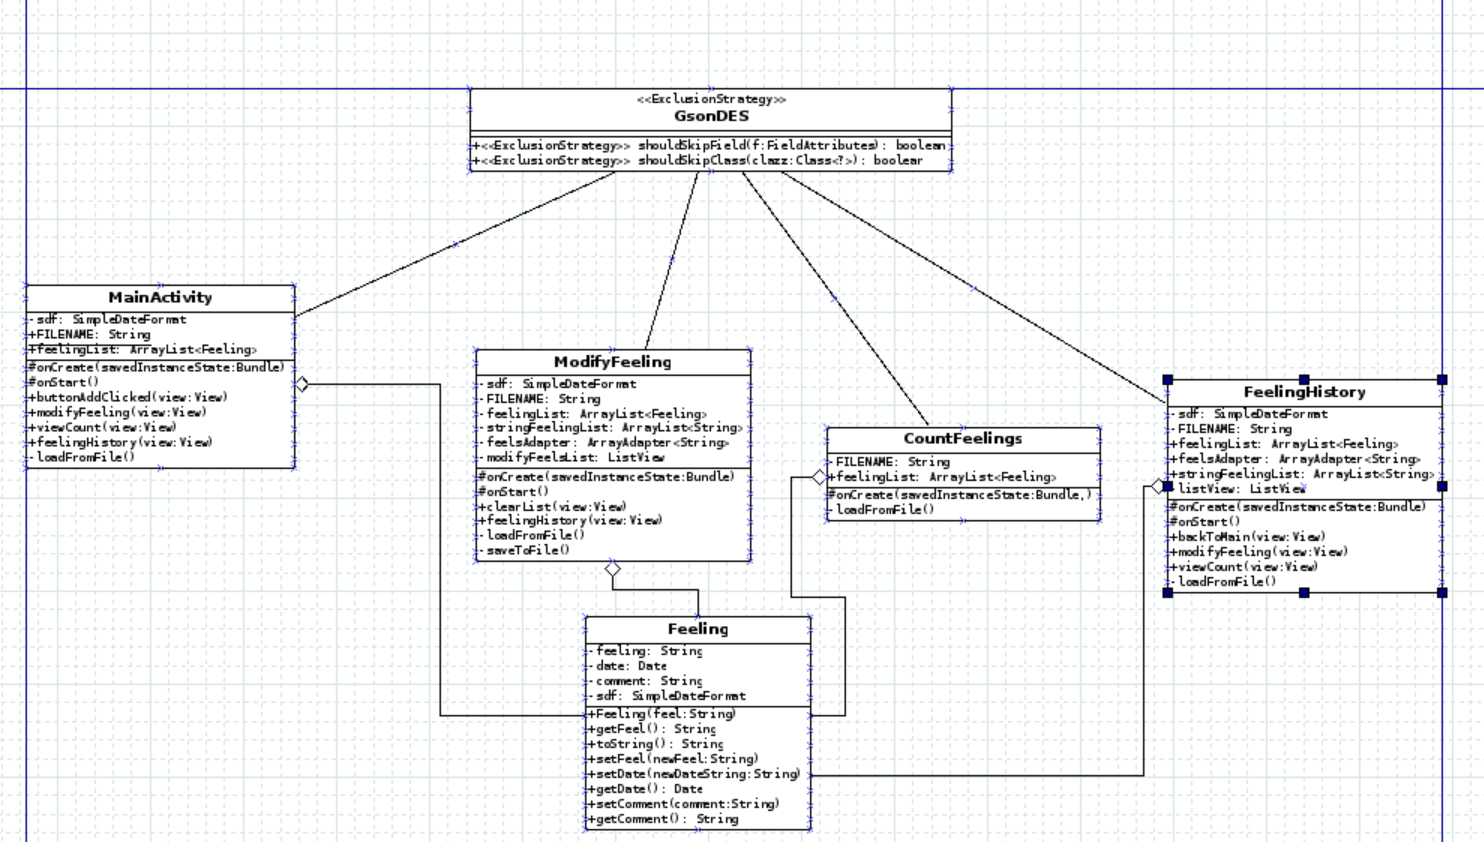 <<ExclusionStrategy>>
GsonDES
+<<ExclusionStrategy>> shouldSkipField(f:FieldAttributes): boolean
+<<ExclusionStrategy>> shouldSkipClass(clazz:Class<?>): boolear
MainActivity
- sdf: SimpleDateFormat
+FILENAME: String
+feelingList: ArrayList<Feeling>
#onCreate(savedInstanceState:Bundle)
#onStart()
+buttonAddClicked(view:View)
+modifyFeeling(view:View)
+viewCount(view:View)
+feelingHistory(view:View)
- loadFromFile()
ModifyFeeling
- sdf: SimpleDateFormat
- FILENAME: String
- feelingList: ArrayList<Feeling>
- stringFeelingList: ArrayList<String>
- feelsAdapter: ArrayAdapter<String>
- modifyFeelsList: ListView
#onCreate(savedInstanceState:Bundle)
#onStart()
+clearList(view:View)
+feelingHistory(view:View)
- loadFromFile()
- saveToFile()
CountFeelings
- FILENAME: String
+feelingList: ArrayList<Feeling>
#onCreate(savedInstanceState:Bundle,)
- loadFromFile()
FeelingHistory
- sdf: SimpleDateFormat
- FILENAME: String
+feelingList: ArrayList<Feeling>
+feelsAdapter: ArrayAdapter<String>
+stringFeelingList: ArrayList<String>
listView: ListView
#onCreate(savedInstanceState:Bundle)
#onStart()
+backToMain(view:View)
+modifyFeeling(view:View)
+viewCount(view:View)
- loadFromFile()
Feeling
- feeling: String
- date: Date
- comment: String
- sdf: SimpleDateFormat
+Feeling(feel:String)
+getFeel(): String
+toString(): String
+setFeel(newFeel:String)
+setDate(newDateString:String)
+getDate(): Date
+setComment(comment:String)
+getComment(): String